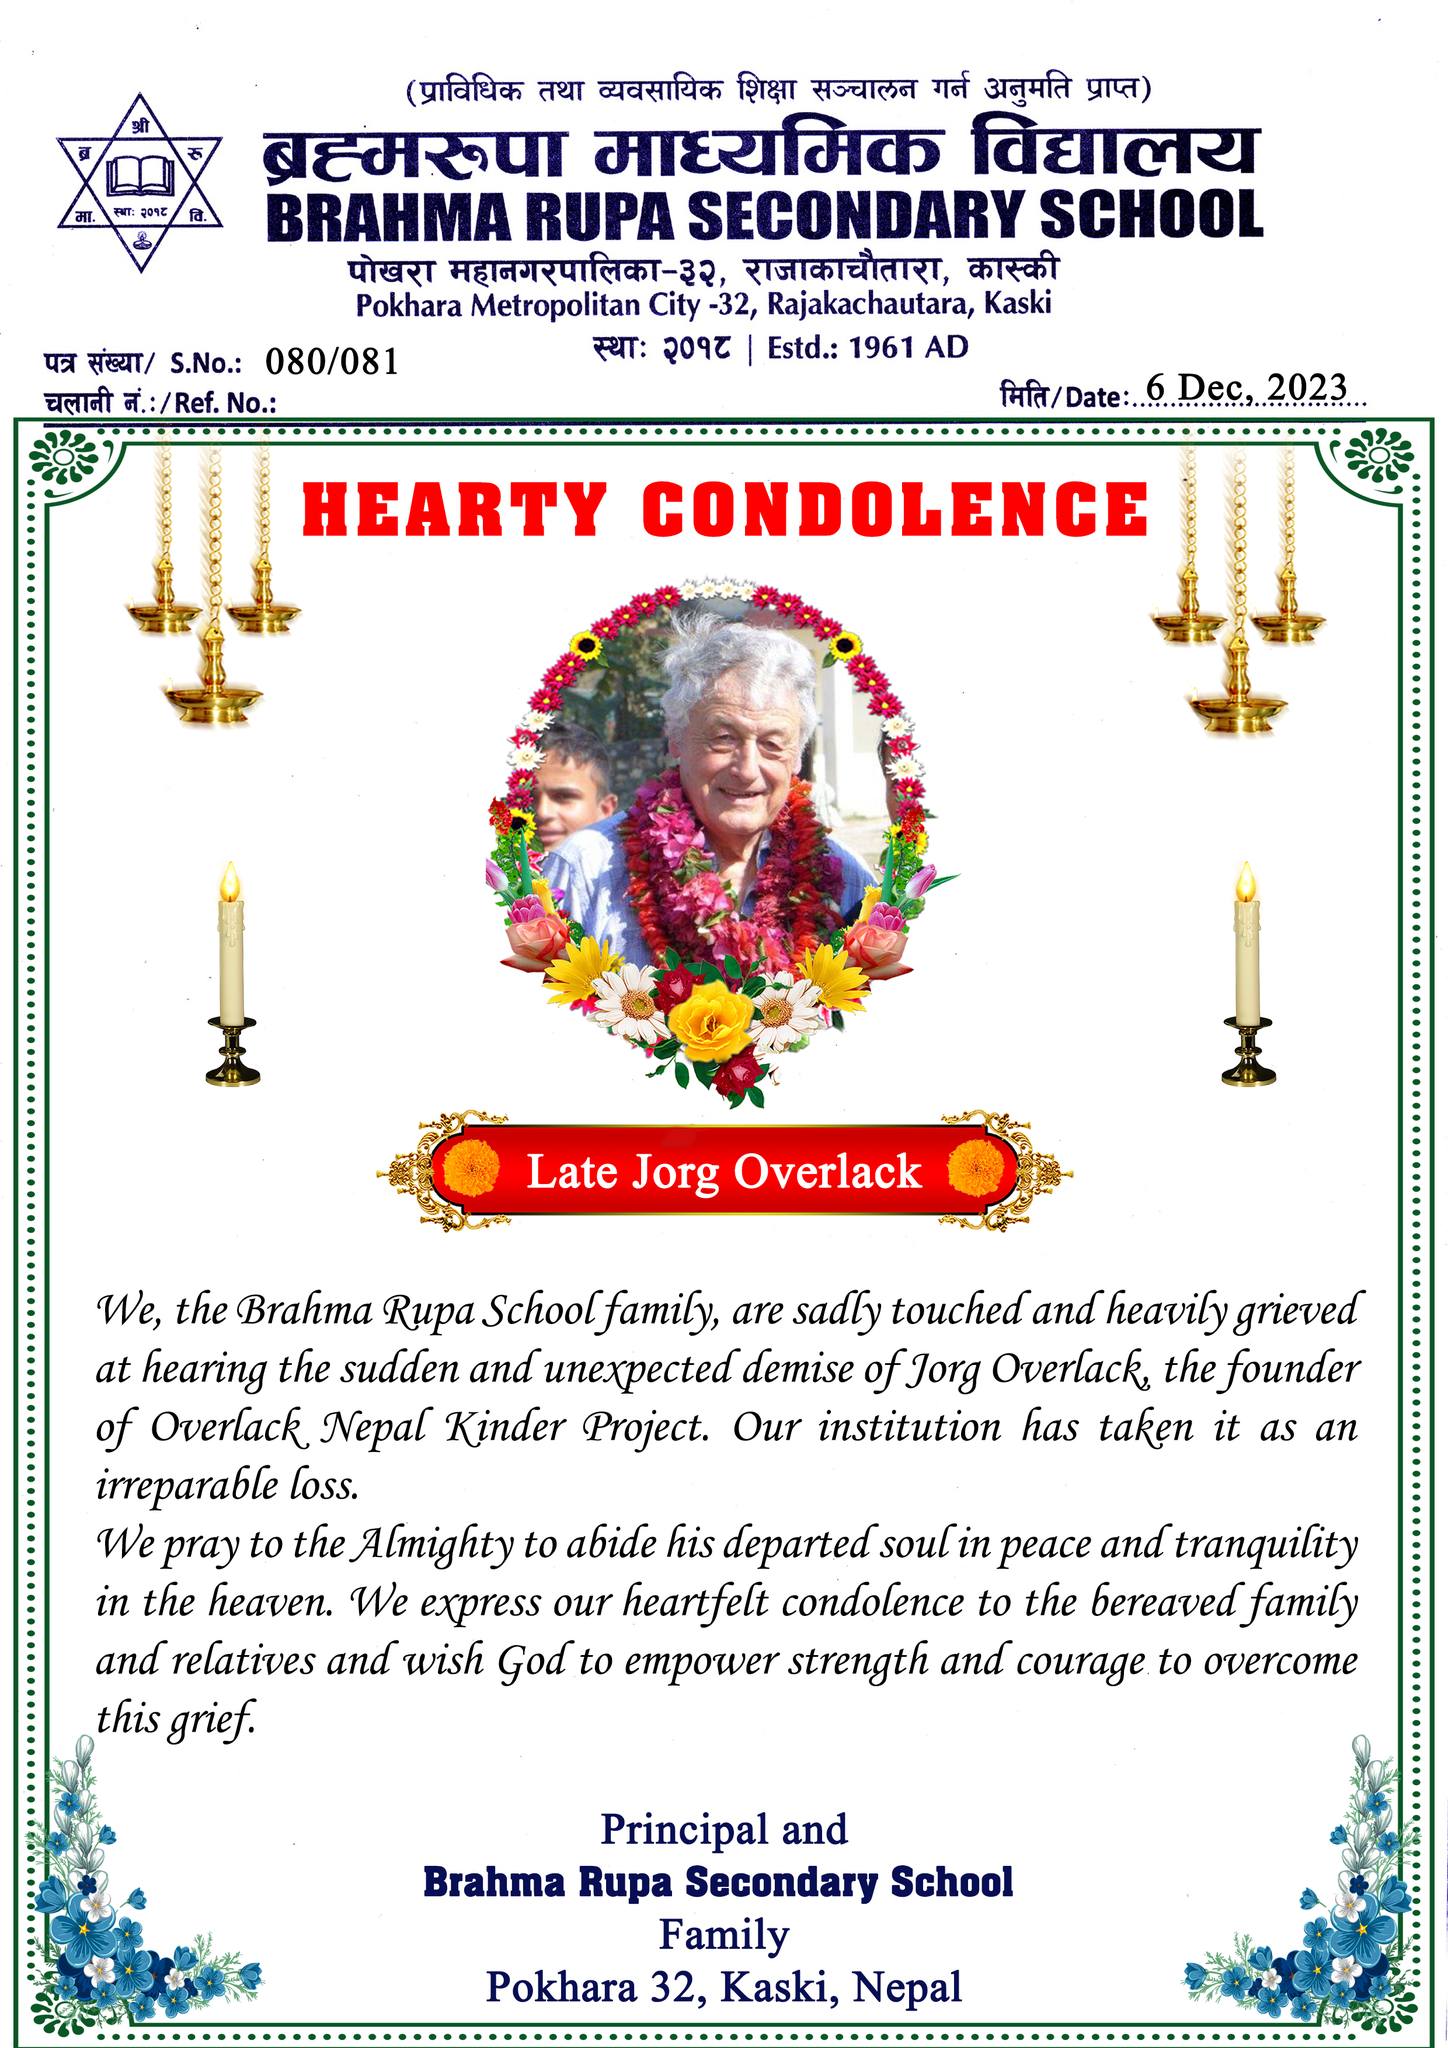 (प्राविधिक तथा व्यवसायिक शिक्षा सञ्चालन गर्न अनुमति प्राप्त)
श्री
ब्र रु
मा. स्था: २०१८ वि.
ब्रह्मरुपा माध्यमिक विद्यालय
BRAHMA RUPA SECONDARY SCHOOL
पोखरा महानगरपालिका-३२, राजाकाचौतारा, कास्की
Pokhara Metropolitan City -32, Rajakachautara, Kaski
स्था: २०१८ | Estd.: 1961 AD
पत्र संख्या/ S.No.: 080/081
चलानी नं.:/Ref. No.:
मिति/Date: 6 Dec, 2023
HEARTY CONDOLENCE
Late Jorg Overlack
We, the Brahma Rupa School family, are sadly touched and heavily grieved
at hearing the sudden and unexpected demise of Jorg Overlack, the founder
of Overlack Nepal Kinder Project. Our institution has taken it as an
irreparable loss.
We pray to the Almighty to abide his departed soul in peace and tranquility
in the heaven. We express our heartfelt condolence to the bereaved family
and relatives and wish God to empower strength and courage to overcome
this grief.
Principal and
Brahma Rupa Secondary School
Family
Pokhara 32, Kaski, Nepal